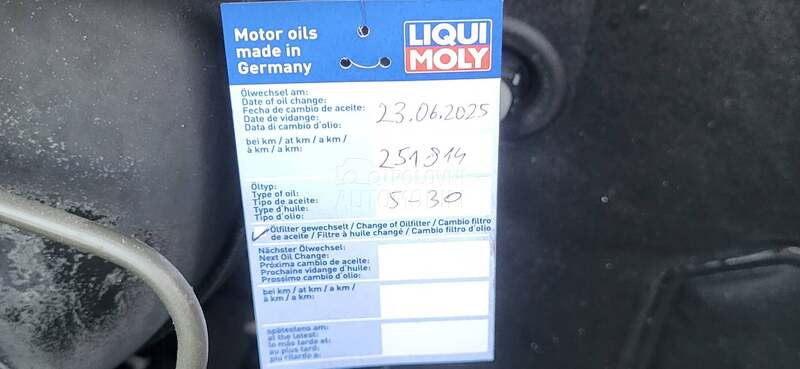 Motor oils
made in
Germany
LIQUI
MOLY
Ölwechsel am:
Date of oil change:
Fecha de cambio de aceite:
Date de vidange:
Data di cambio d'olio:
23.06.2025
bei km / at km / a km /
à km / a km:
251814
Öltyp:
Type of oil:
Tipo de aceite:
Type d'huile:
Tipo d'olio:
5-30
Ölfilter gewechselt / Change of Oilfilter / Cambio filtro
de aceite / Filtre à huile changé / Cambio filtro d'olio
Nächster Ölwechsel:
Next Oil Change:
Próxima cambio de aceite:
Prochaine vidange d'huile:
Prossimo cambio d'olio:
bei km / at km / a km /
à km / a km:
spätestens am:
at the latest:
lo más tarde el:
au plus tard:
più ritardo a: